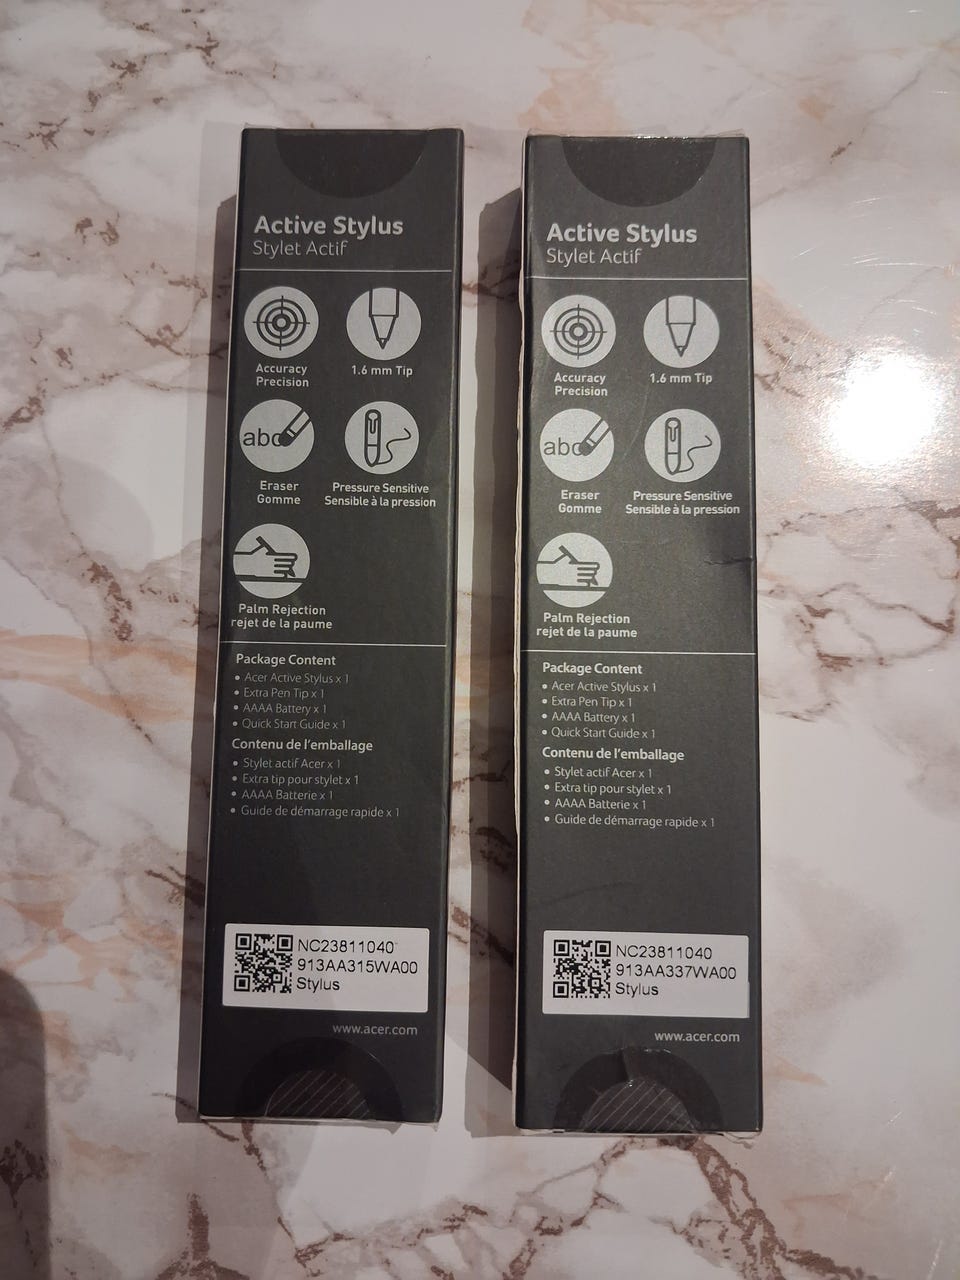 Active Stylus
Stylet Actif
Accuracy
Precision
1.6 mm Tip
abc
Eraser
Gomme
Pressure Sensitive
Sensible à la pression
Palm Rejection
rejet de la paume
Package Content
• Acer Active Stylus x 1
• Extra Pen Tip x 1
• AAAA Battery x 1
• Quick Start Guide x 1
Contenu de l'emballage
• Stylet actif Acer x 1
• Extra tip pour stylet x 1
• AAAA Batterie x 1
• Guide de démarrage rapide x 1
NC23811040
913AA315WA00
Stylus
www.acer.com
Active Stylus
Stylet Actif
Accuracy
Precision
1.6 mm Tip
abc
Eraser
Gomme
Pressure Sensitive
Sensible à la pression
Palm Rejection
rejet de la paume
Package Content
• Acer Active Stylus x 1
• Extra Pen Tip x 1
• AAAA Battery x 1
• Quick Start Guide x 1
Contenu de l'emballage
• Stylet actif Acer x 1
• Extra tip pour stylet x 1
• AAAA Batterie x 1
• Guide de démarrage rapide x 1
NC23811040
913AA337WA00
Stylus
www.acer.com